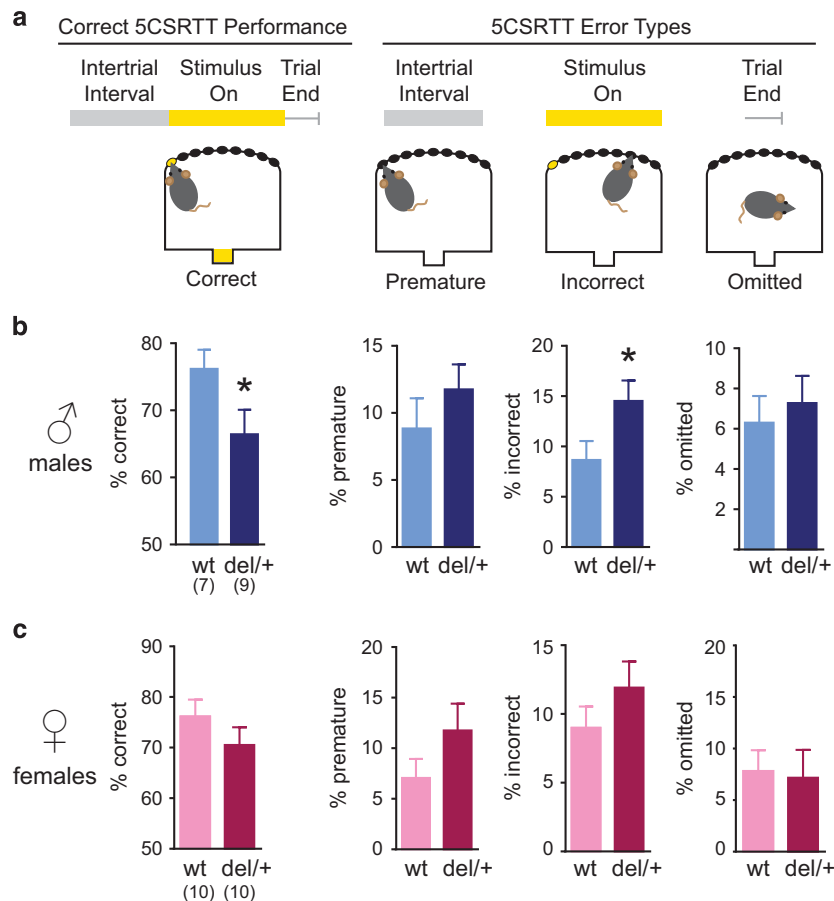 a
Correct 5CSRTT Performance
5CSRTT Error Types
Intertrial Interval
Stimulus On
Trial End
Intertrial Interval
Stimulus On
Trial End
Correct
Premature
Incorrect
Omitted
b
♂
males
% correct
80
70
60
50
wt
(7)
del/+
(9)
*
% premature
15
10
5
0
wt
del/+
% incorrect
20
15
10
5
0
wt
del/+
*
% omitted
10
8
6
4
2
0
wt
del/+
c
♀
females
% correct
90
80
70
60
50
wt
(10)
del/+
(10)
% premature
20
15
10
5
0
wt
del/+
% incorrect
15
10
5
0
wt
del/+
% omitted
20
15
10
5
0
wt
del/+